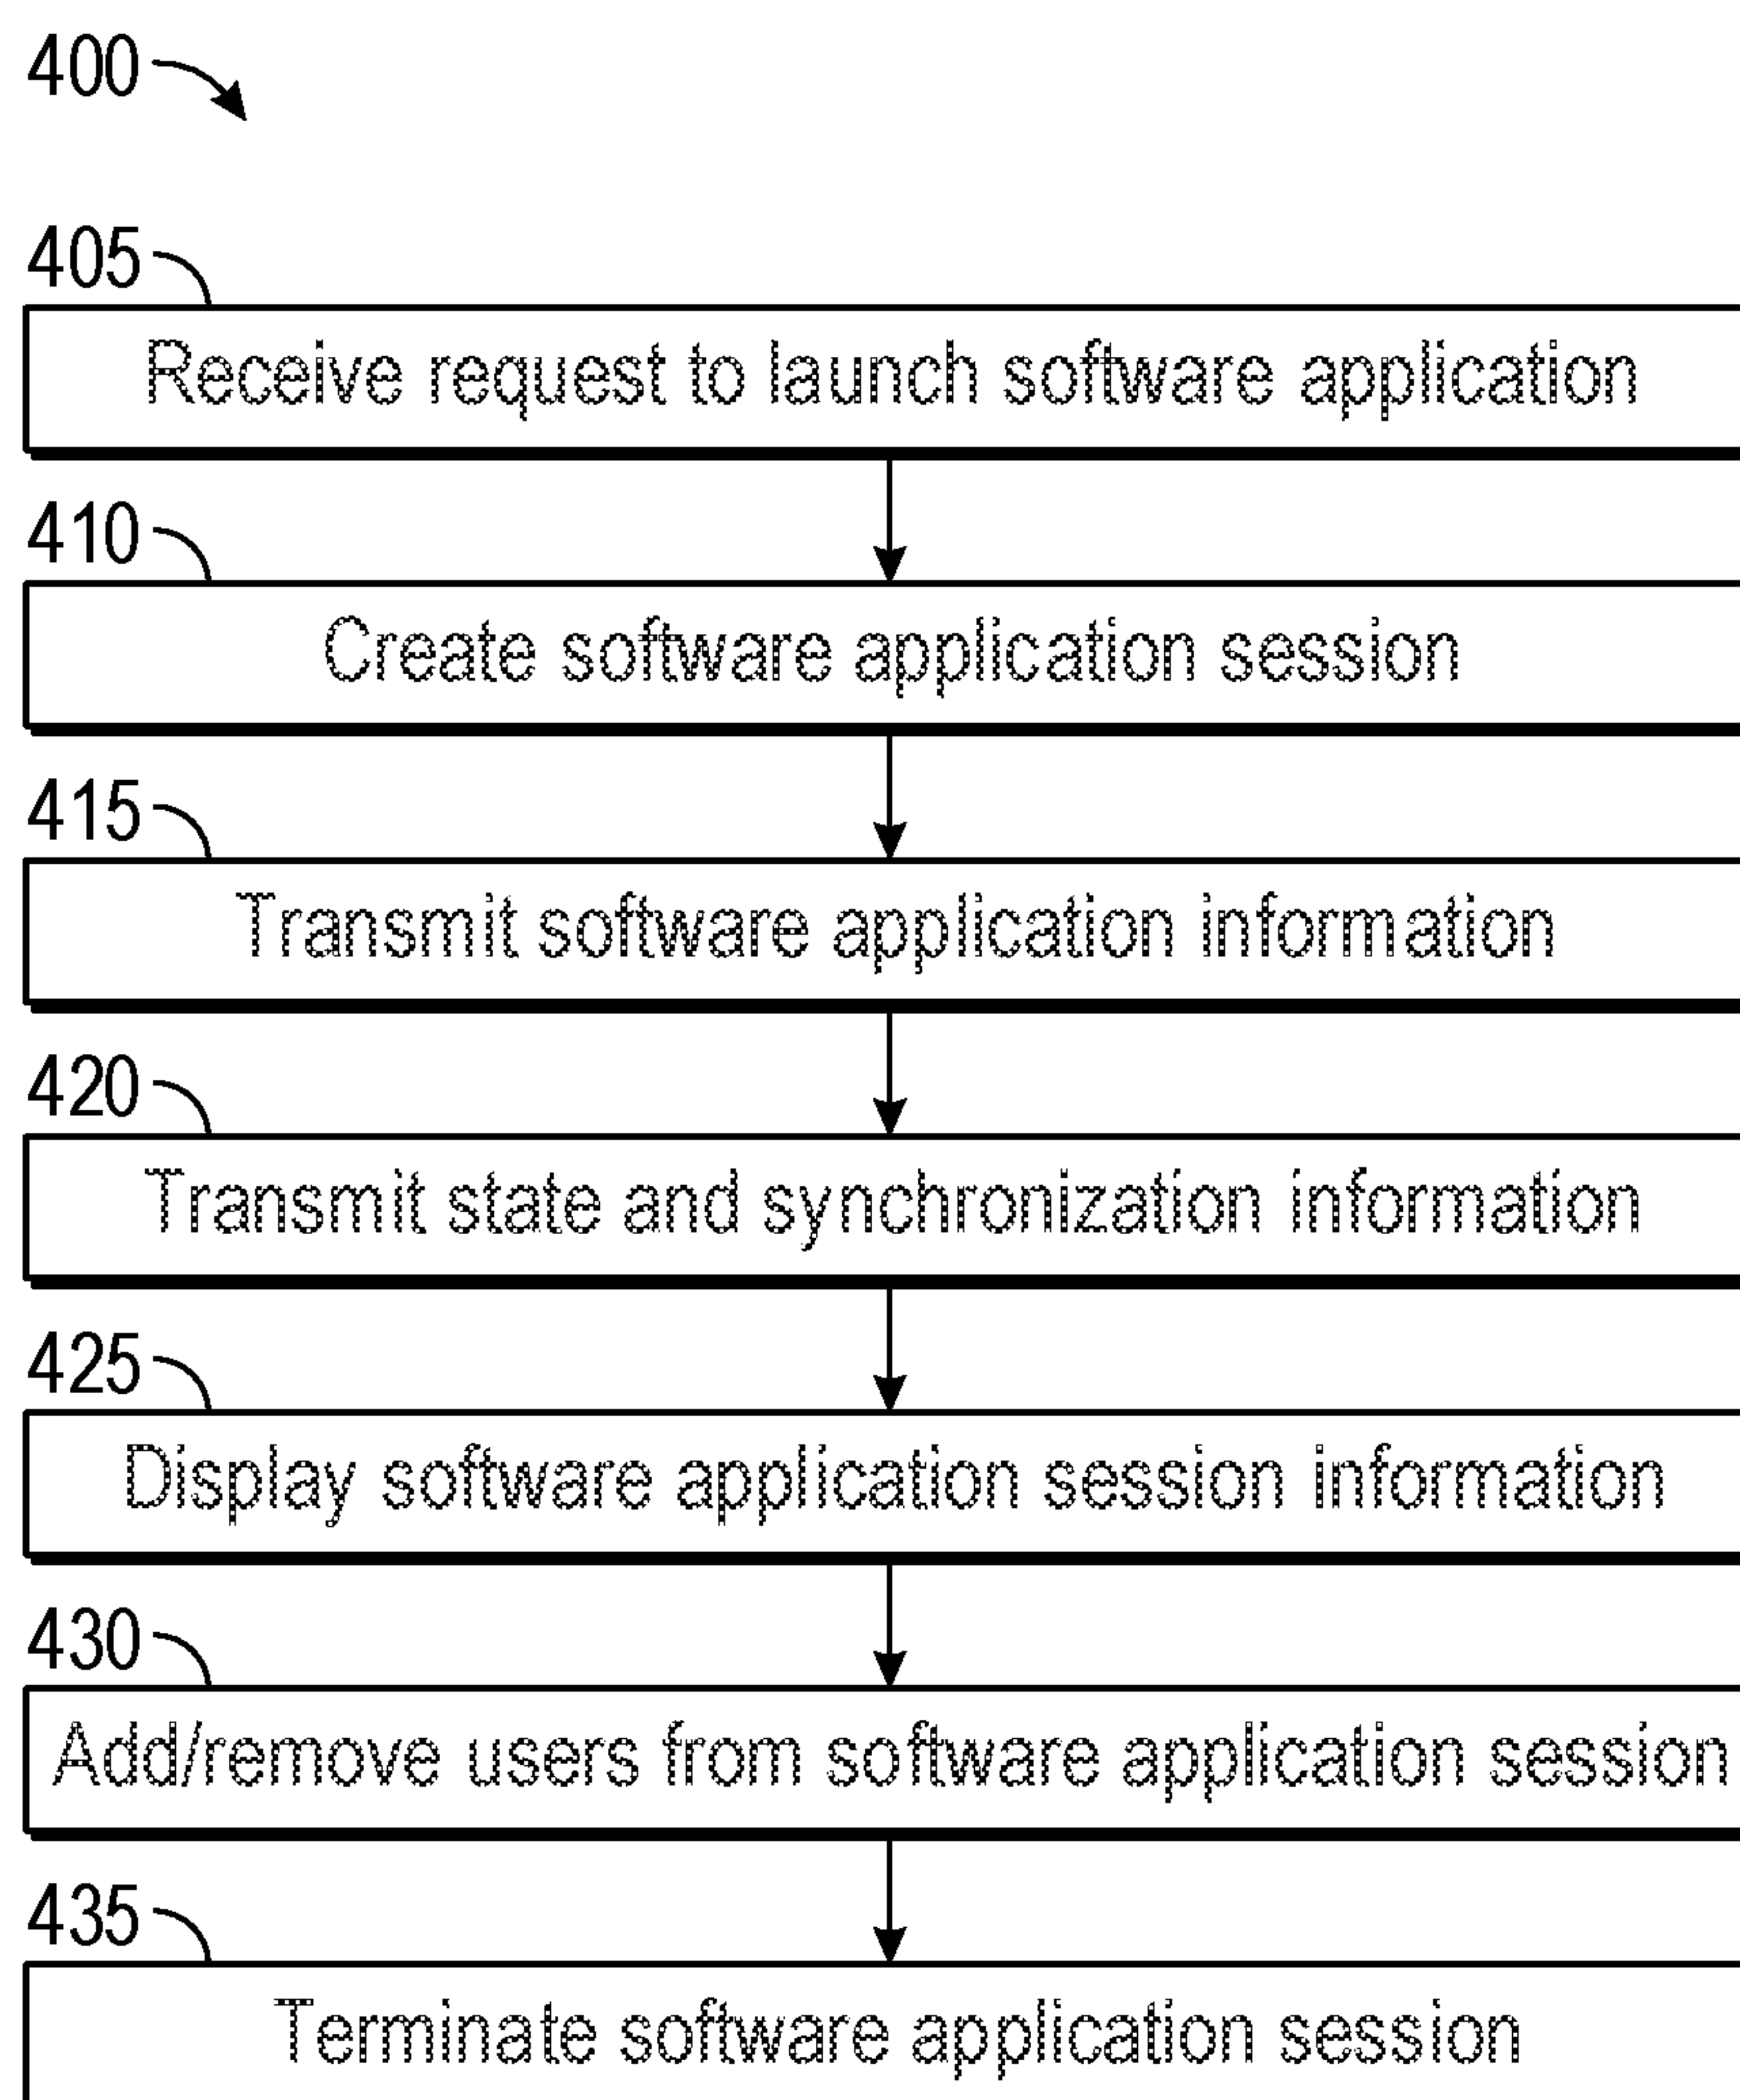 400
405
Receive request to launch software application
410
Create software application session
415
Transmit software application information
420
Transmit state and synchronization information
425
Display software application session information
430
Add/remove users from software application session
435
Terminate software application session